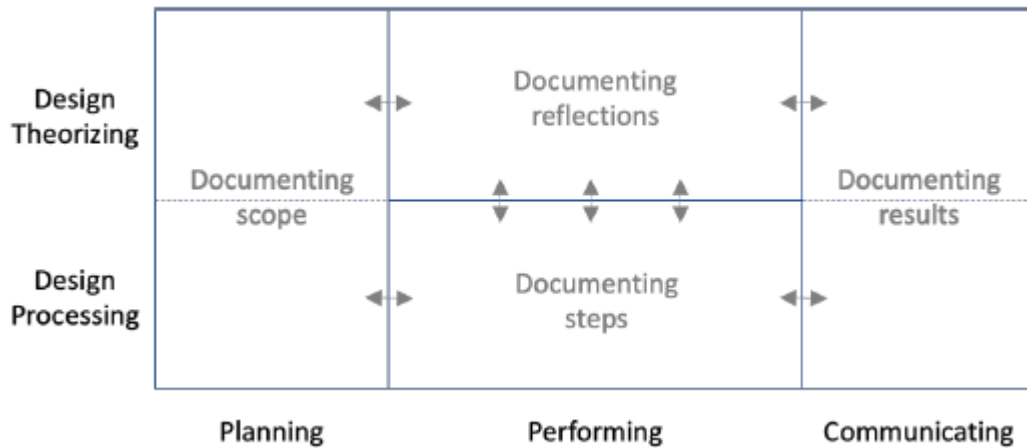 Design
Theorizing
Documenting
reflections
Documenting
scope
Documenting
results
Design
Processing
Documenting
steps
Planning
Performing
Communicating